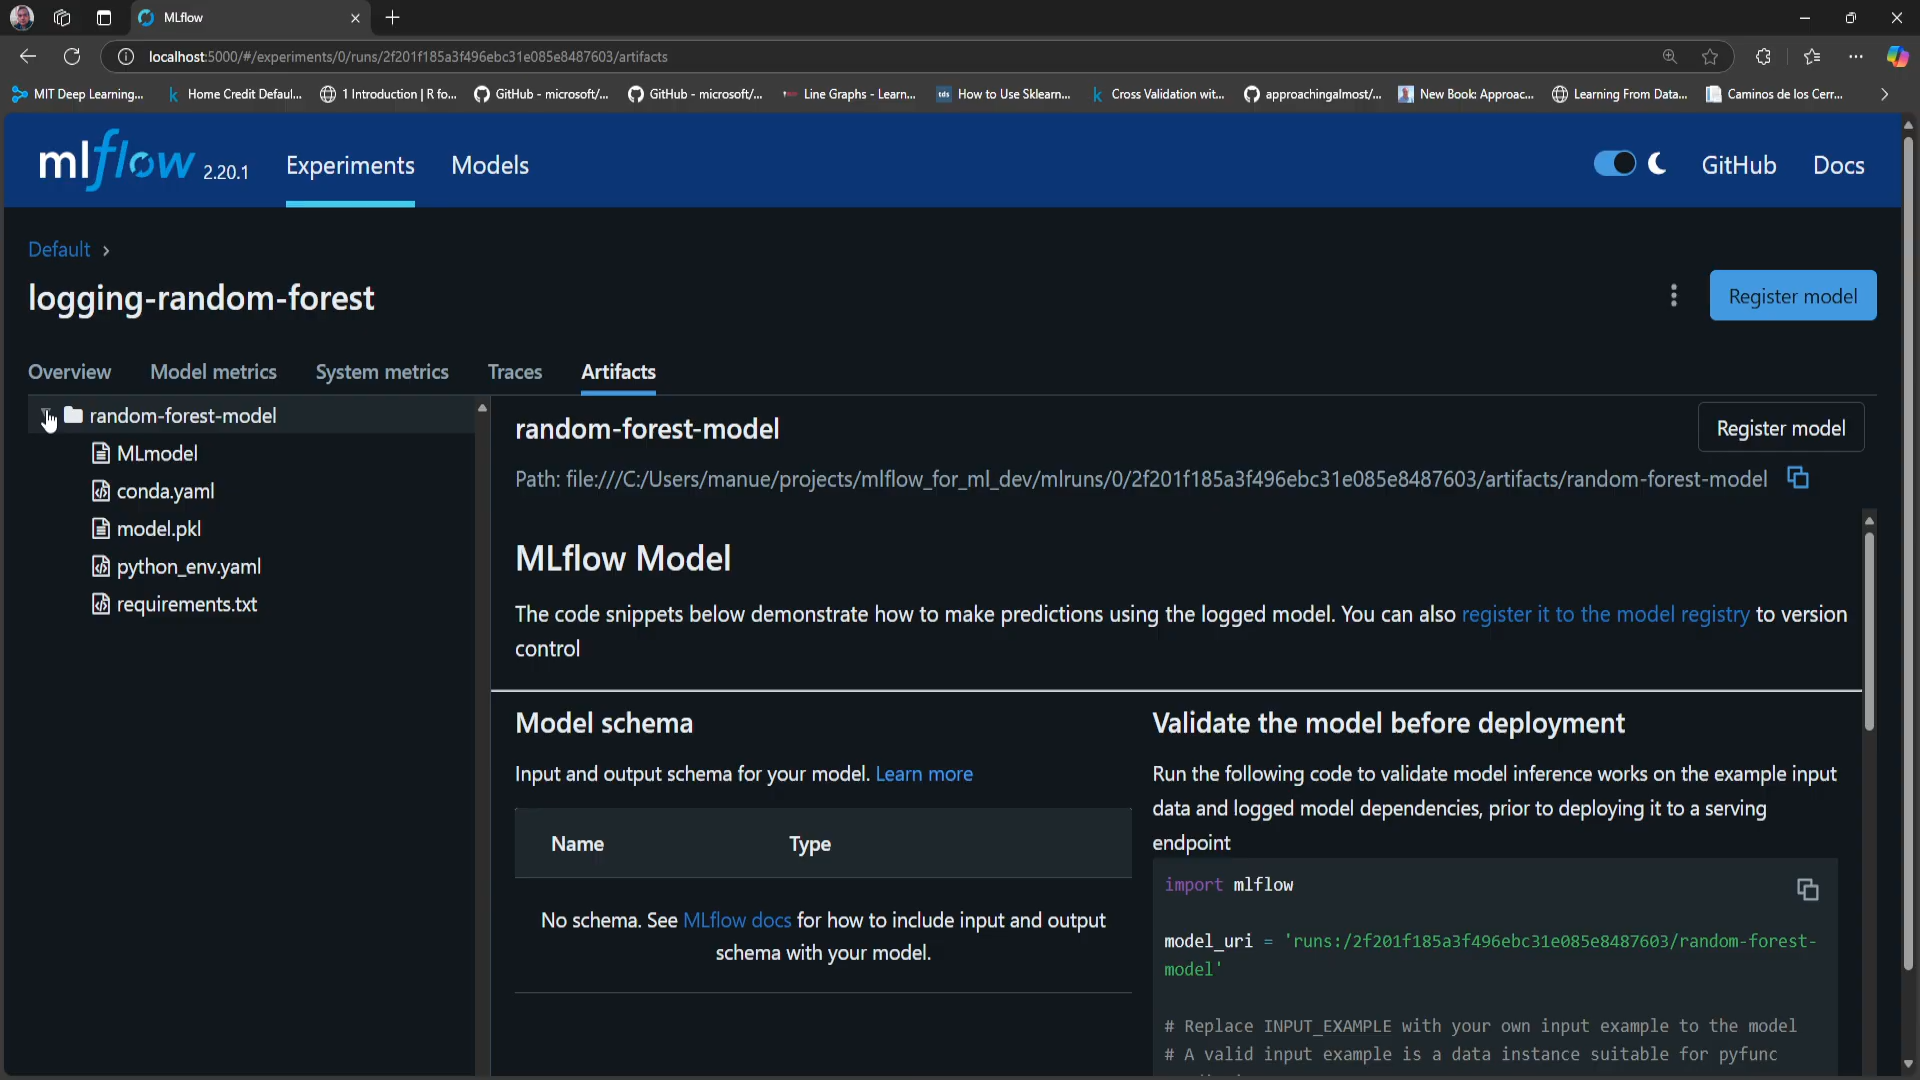 MLflow
localhost:5000/#/experiments/0/runs/2f201f185a3f496ebc31e085e8487603/artifacts
MIT Deep Learning...
Home Credit Defaul...
1 Introduction | R fo...
GitHub - microsoft/...
GitHub - microsoft/...
Line Graphs - Learn...
tds
How to Use Sklearn...
Cross Validation wit...
approachingalmost/...
New Book: Approac...
Learning From Data...
Caminos de los Cerr...
mlflow 2.20.1
Experiments
Models
GitHub
Docs
Default
logging-random-forest
Register model
Overview
Model metrics
System metrics
Traces
Artifacts
random-forest-model
MLmodel
conda.yaml
model.pkl
python_env.yaml
requirements.txt
random-forest-model
Register model
Path: file:///C:/Users/manue/projects/mlflow_for_ml_dev/mlruns/0/2f201f185a3f496ebc31e085e8487603/artifacts/random-forest-model
MLflow Model
The code snippets below demonstrate how to make predictions using the logged model. You can also register it to the model registry to version
control
Model schema
Input and output schema for your model. Learn more
Name
Type
No schema. See MLflow docs for how to include input and output
schema with your model.
Validate the model before deployment
Run the following code to validate model inference works on the example input
data and logged model dependencies, prior to deploying it to a serving
endpoint
import mlflow
model_uri = 'runs:/2f201f185a3f496ebc31e085e8487603/random-forest-
model'
# Replace INPUT_EXAMPLE with your own input example to the model
# A valid input example is a data instance suitable for pyfunc